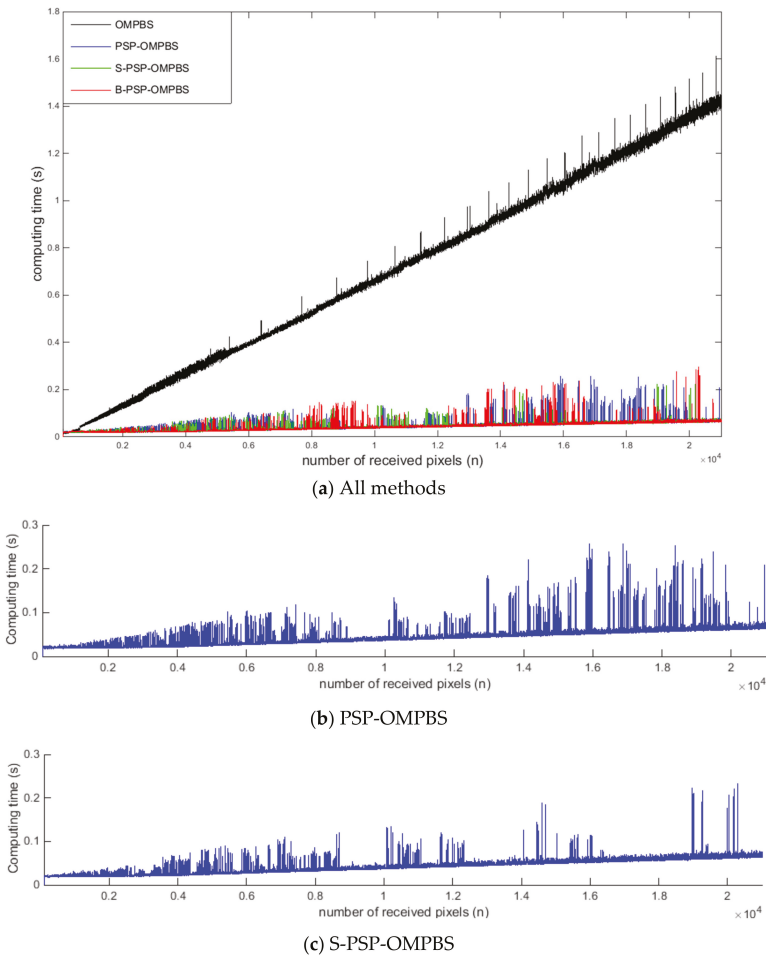 OMPBS
PSP-OMPBS
S-PSP-OMPBS
B-PSP-OMPBS
computing time (s)
1.8
1.6
1.4
1.2
1
0.8
0.6
0.4
0.2
0
0.2 0.4 0.6 0.8 1 1.2 1.4 1.6 1.8 2
×10⁴
number of received pixels (n)
(a) All methods
Computing time (s)
0.3
0.2
0.1
0
0.2 0.4 0.6 0.8 1 1.2 1.4 1.6 1.8 2
number of received pixels (n)
×10⁴
(b) PSP-OMPBS
Computing time (s)
0.3
0.2
0.1
0
0.2 0.4 0.6 0.8 1 1.2 1.4 1.6 1.8 2
number of received pixels (n)
×10⁴
(c) S-PSP-OMPBS